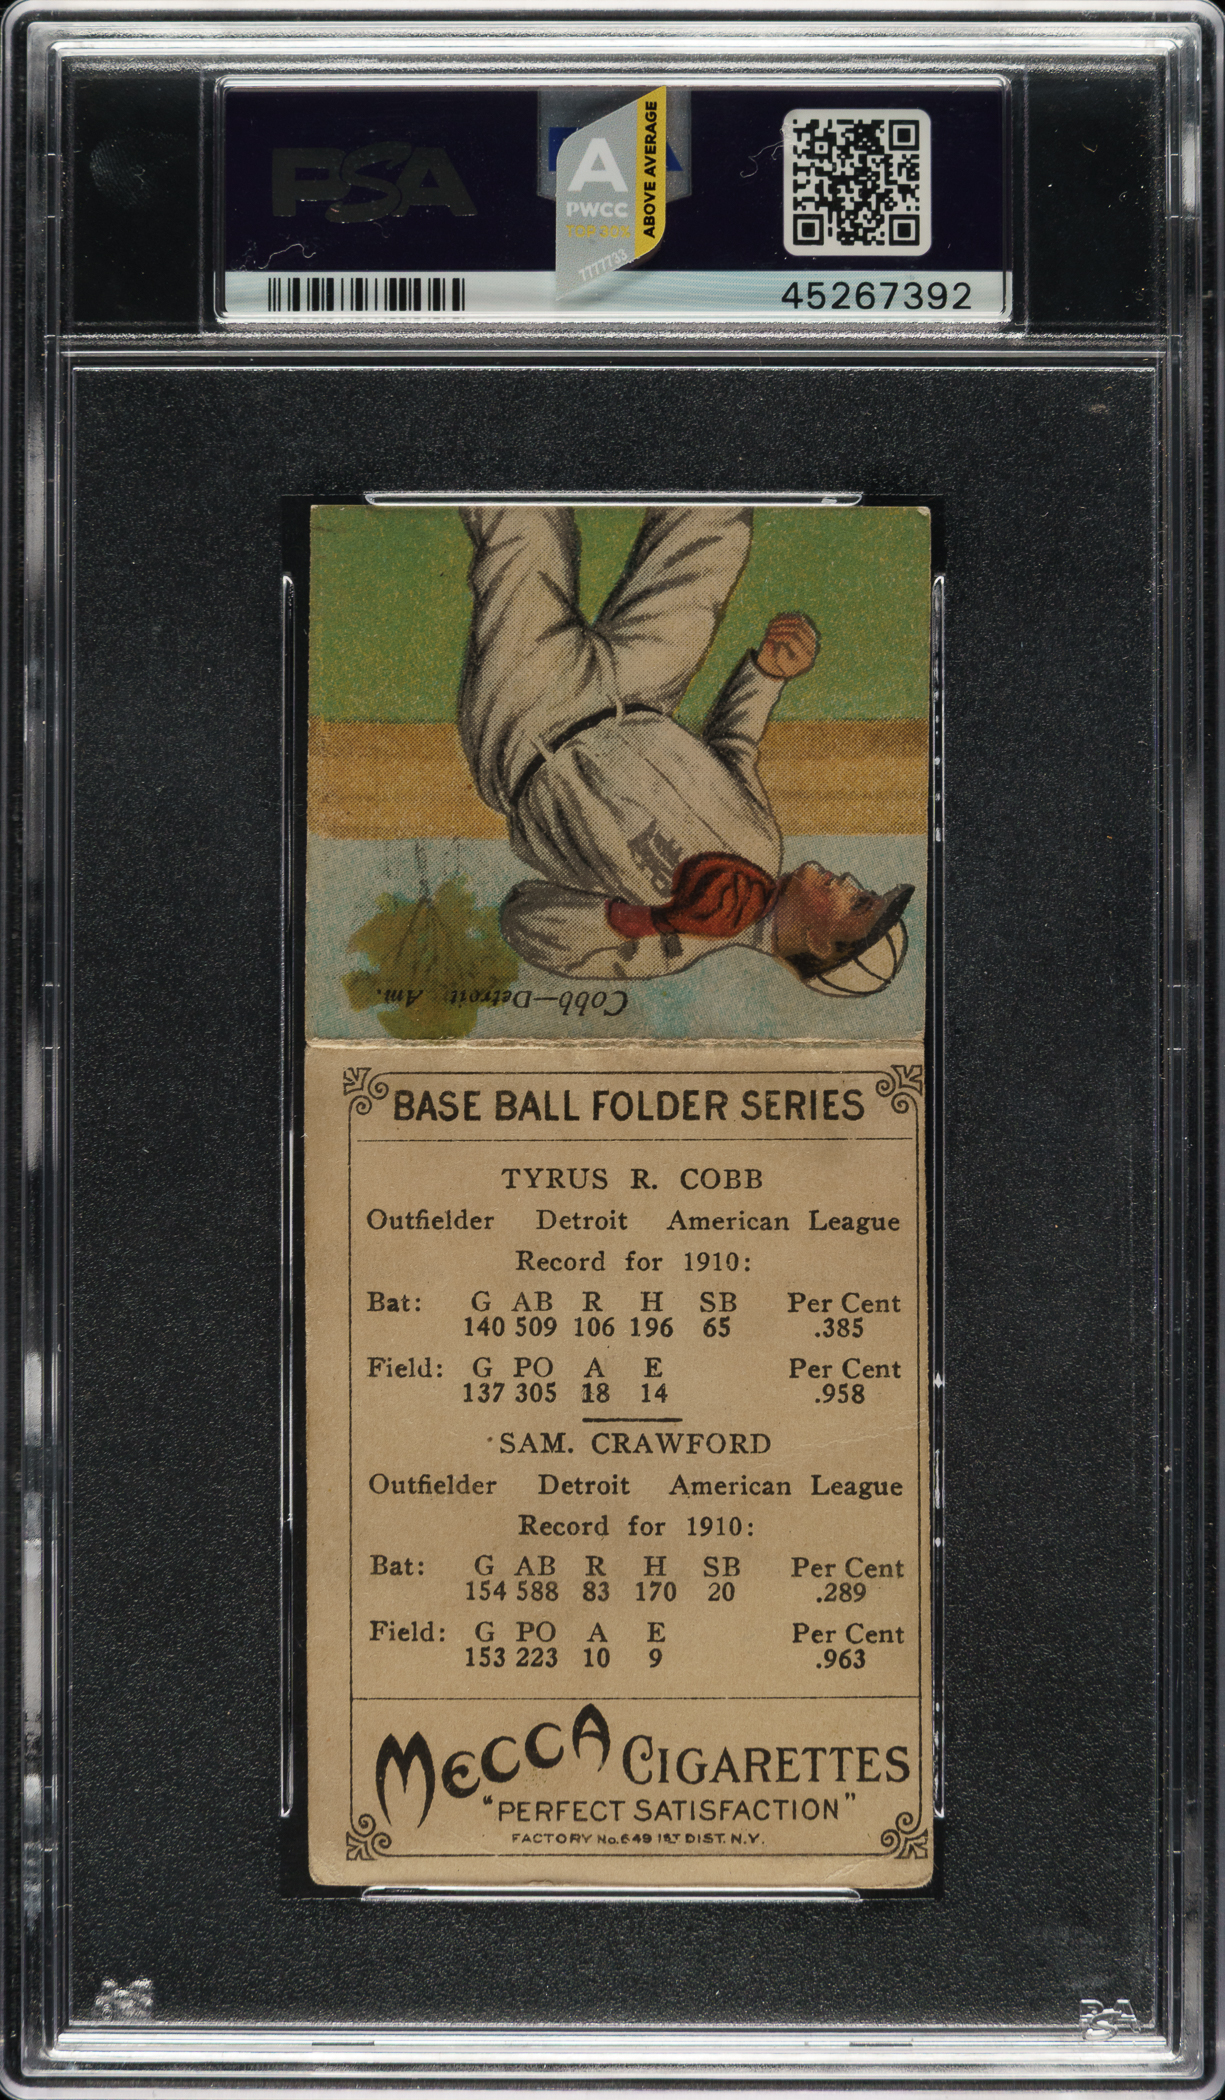 PSA
A
PWCC
TOP 30%
7777733
ABOVE AVERAGE
45267392
Cobb—Detroit Am.
BASE BALL FOLDER SERIES
TYRUS R. COBB
Outfielder Detroit American League
Record for 1910:
Bat: G AB R H SB Per Cent
140 509 106 196 65 .385
Field: G PO A E Per Cent
137 305 18 14 .958
SAM. CRAWFORD
Outfielder Detroit American League
Record for 1910:
Bat: G AB R H SB Per Cent
154 588 83 170 20 .289
Field: G PO A E Per Cent
153 223 10 9 .963
MECCA CIGARETTES
"PERFECT SATISFACTION"
FACTORY No. 649 1ST DIST. N.Y.
PSA